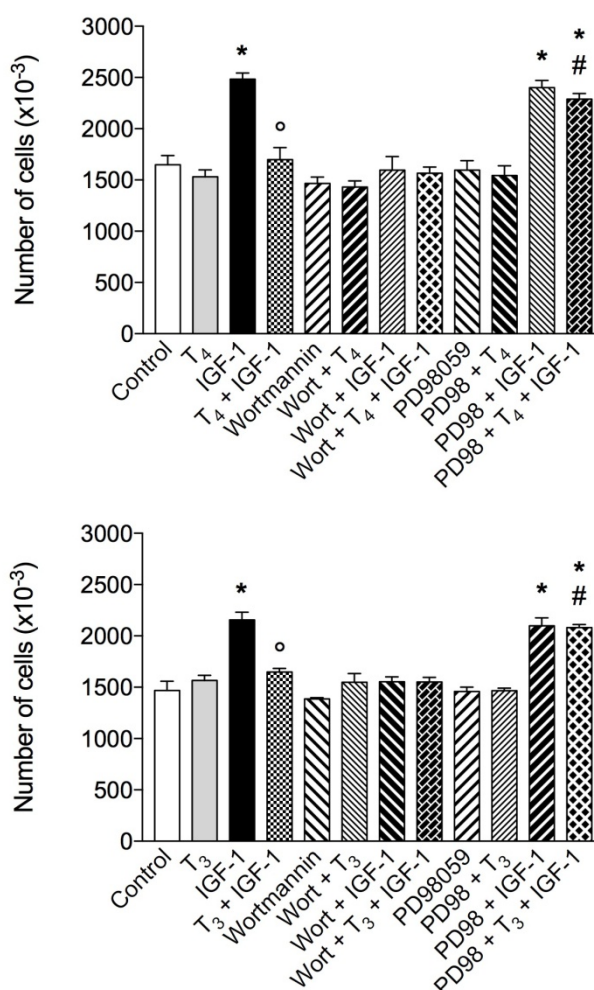 Number of cells (x10⁻³)
3000
2500
2000
1500
1000
500
0
*
°
*
*
#
Control
T₄
IGF-1
T₄ + IGF-1
Wortmannin
Wort + T₄
Wort + IGF-1
Wort + T₄ + IGF-1
PD98059
PD98 + T₄
PD98 + IGF-1
PD98 + T₄ + IGF-1
Number of cells (x10⁻³)
3000
2500
2000
1500
1000
500
0
*
°
*
*
#
Control
T₃
IGF-1
T₃ + IGF-1
Wortmannin
Wort + T₃
Wort + IGF-1
Wort + T₃ + IGF-1
PD98059
PD98 + T₃
PD98 + IGF-1
PD98 + T₃ + IGF-1